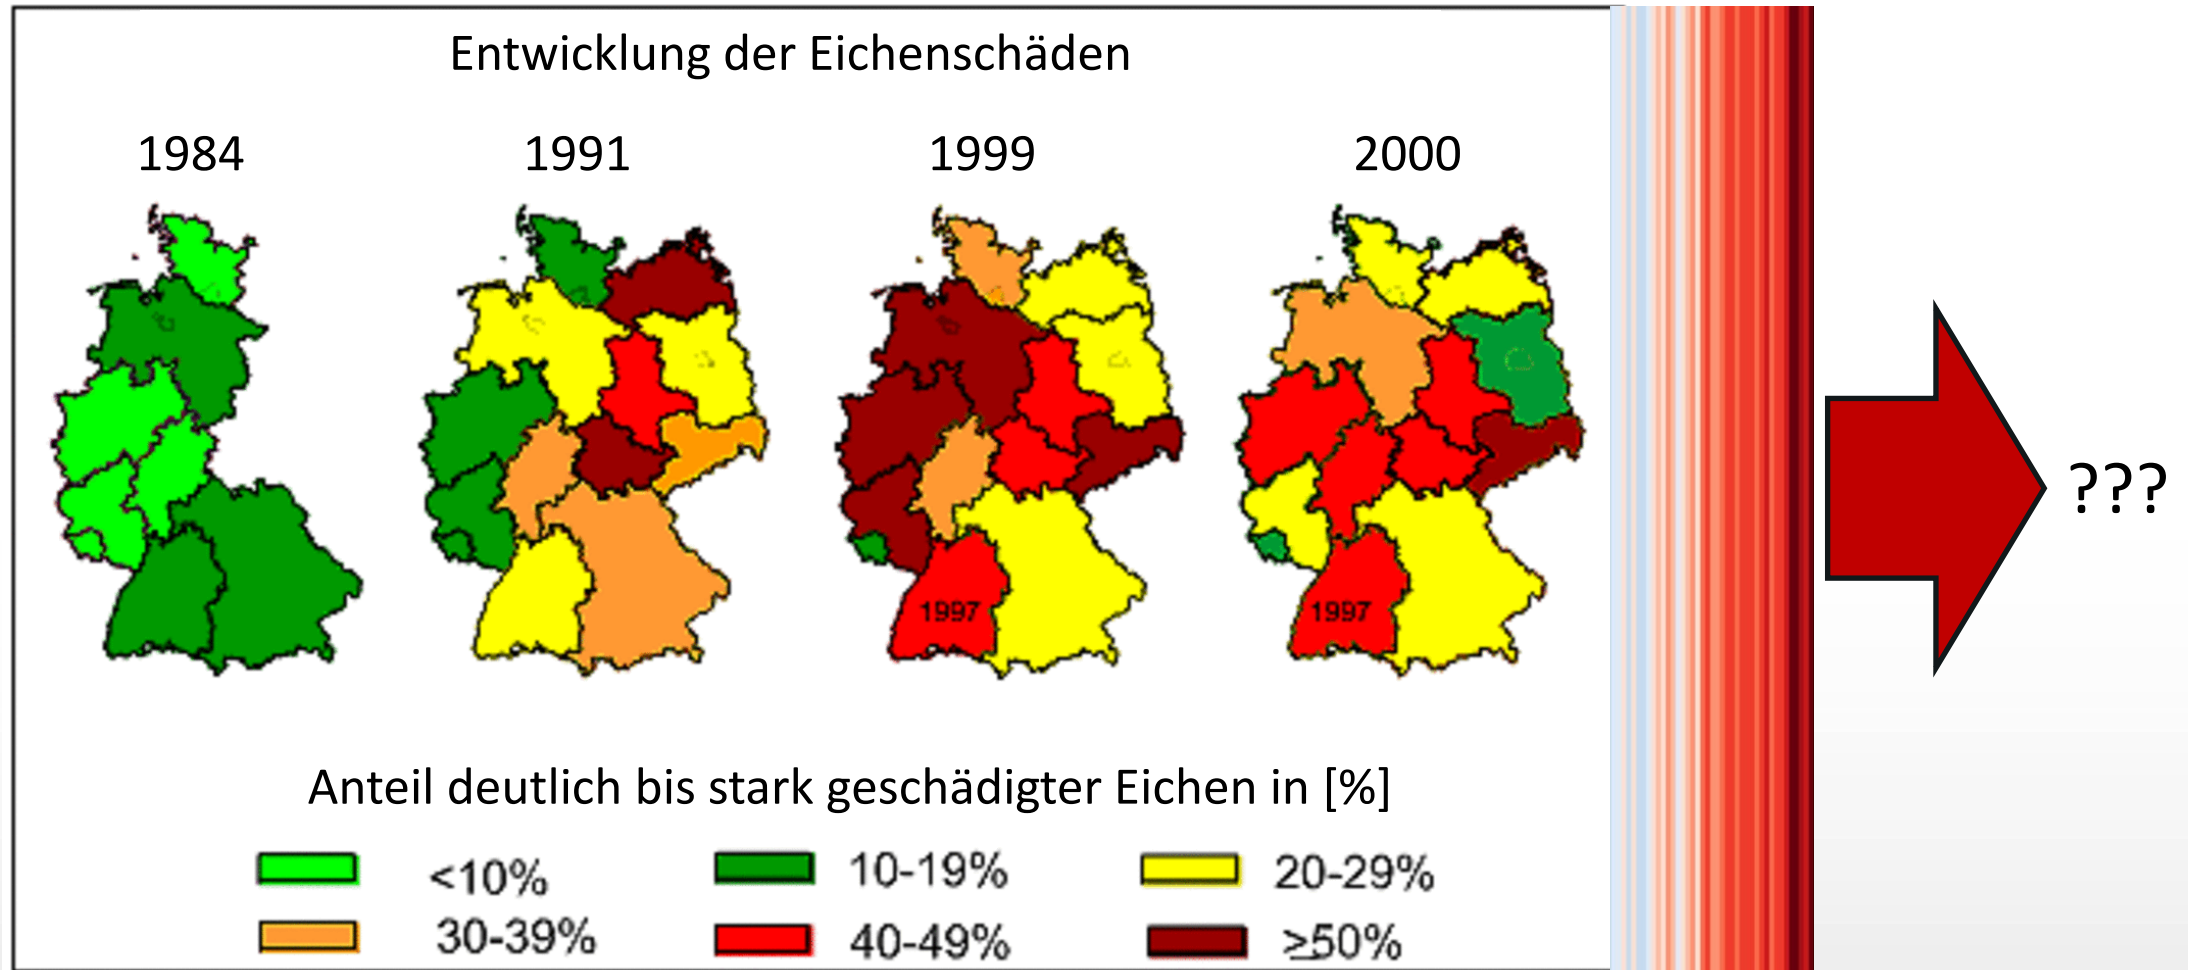 Entwicklung der Eichenschäden
1984 1991 1999 2000
1997 1997
???
Anteil deutlich bis stark geschädigter Eichen in [%]
<10% 10-19% 20-29%
30-39% 40-49% ≥50%